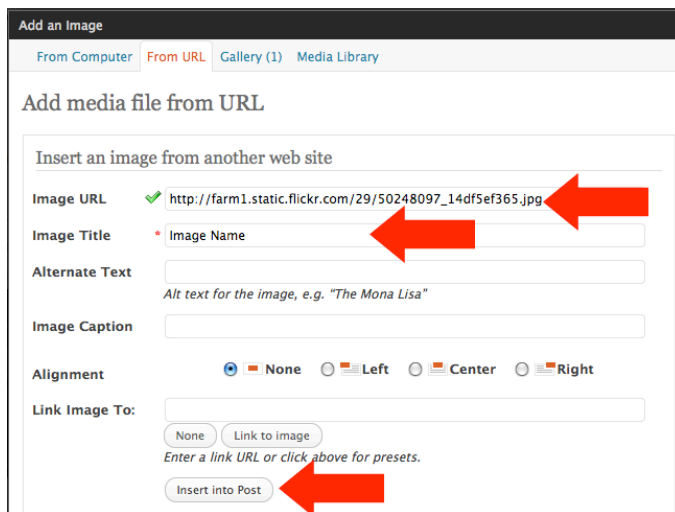 Add an Image
From Computer From URL Gallery (1) Media Library
Add media file from URL
Insert an image from another web site
Image URL http://farm1.static.flickr.com/29/50248097_14df5ef365.jpg
Image Title * Image Name
Alternate Text
Alt text for the image, e.g. “The Mona Lisa”
Image Caption
Alignment None Left Center Right
Link Image To:
None Link to image
Enter a link URL or click above for presets.
Insert into Post